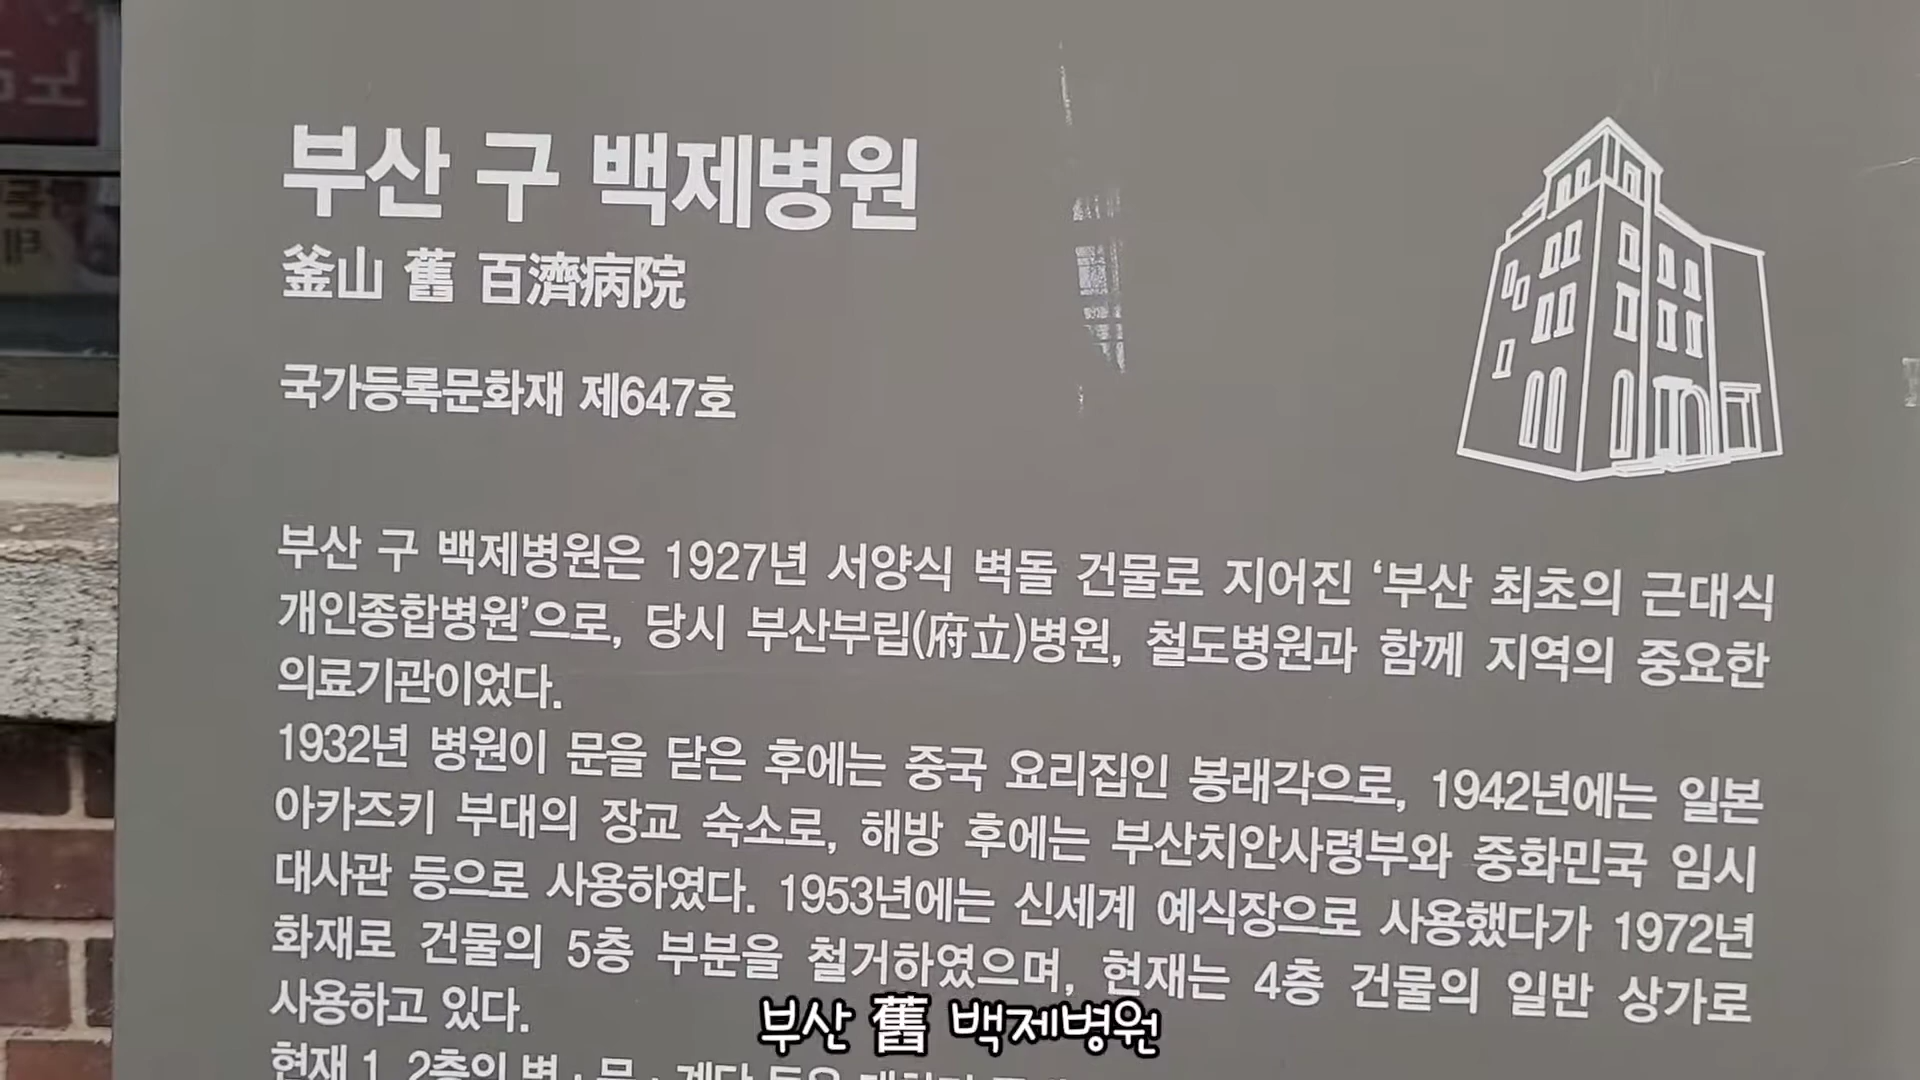 부산 구 백제병원
釜山 舊 百濟病院
국가등록문화재 제647호
부산 구 백제병원은 1927년 서양식 벽돌 건물로 지어진 ‘부산 최초의 근대식
개인종합병원’으로, 당시 부산부립(府立)병원, 철도병원과 함께 지역의 중요한
의료기관이었다.
1932년 병원이 문을 닫은 후에는 중국 요리집인 봉래각으로, 1942년에는 일본
아카즈키 부대의 장교 숙소로, 해방 후에는 부산치안사령부와 중화민국 임시
대사관 등으로 사용하였다. 1953년에는 신세계 예식장으로 사용했다가 1972년
화재로 건물의 5층 부분을 철거하였으며, 현재는 4층 건물의 일반 상가로
사용하고 있다.
부산 舊 백제병원
현재 1, 2층의 벽·문·계단 등은